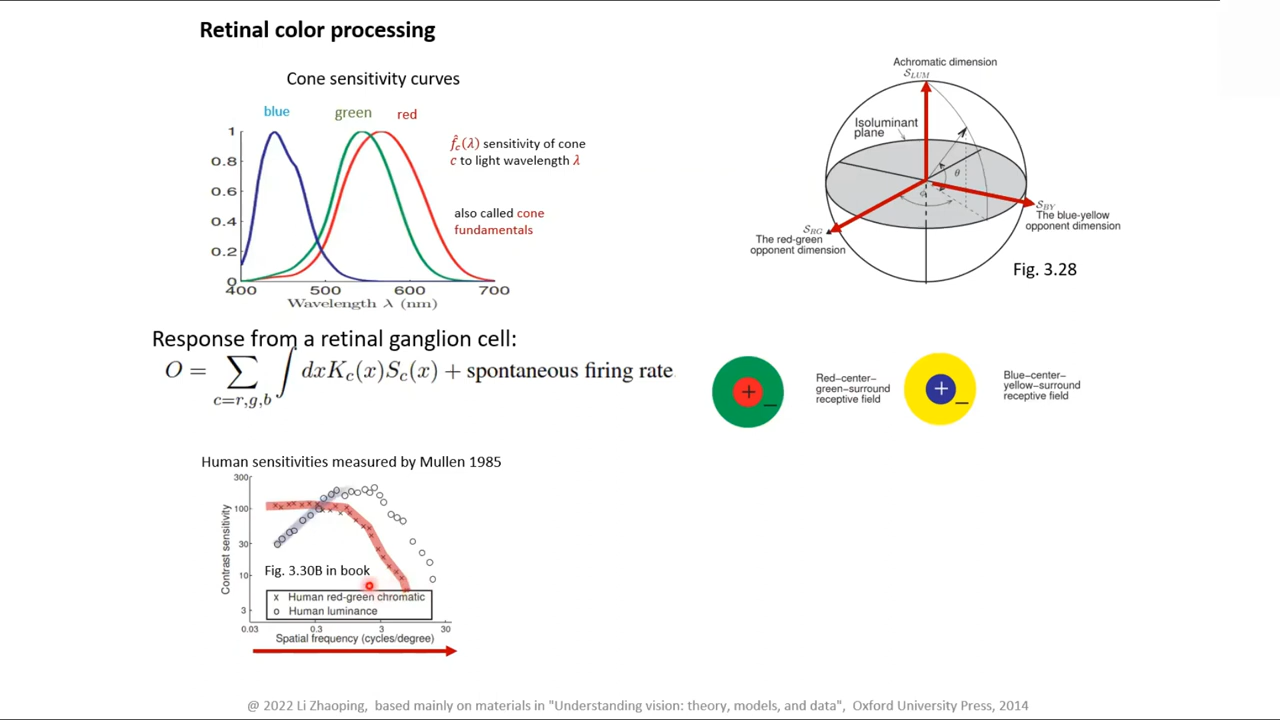 Retinal color processing
Cone sensitivity curves
blue
green
red
1
0.8
0.6
0.4
0.2
0
400
500
600
700
Wavelength λ (nm)
f̂c(λ) sensitivity of cone
c to light wavelength λ
also called cone
fundamentals
Achromatic dimension
S_LUM
Isoluminant
plane
θ
ϕ
S_BY
The blue-yellow
opponent dimension
S_RG
The red-green
opponent dimension
Fig. 3.28
Response from a retinal ganglion cell:
O = ∑ ∫ dxKc(x)Sc(x) + spontaneous firing rate
c=r,g,b
+
−
Red−center−
green−surround
receptive field
+
−
Blue−center−
yellow−surround
receptive field
Human sensitivities measured by Mullen 1985
300
100
30
10
3
Contrast sensitivity
Fig. 3.30B in book
x Human red-green chromatic
o Human luminance
0.03
0.3
3
30
Spatial frequency (cycles/degree)
@ 2022 Li Zhaoping, based mainly on materials in "Understanding vision: theory, models, and data", Oxford University Press, 2014